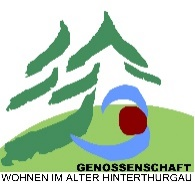 GENOSSENSCHAFT
WOHNEN IM ALTER HINTERTHURGAU